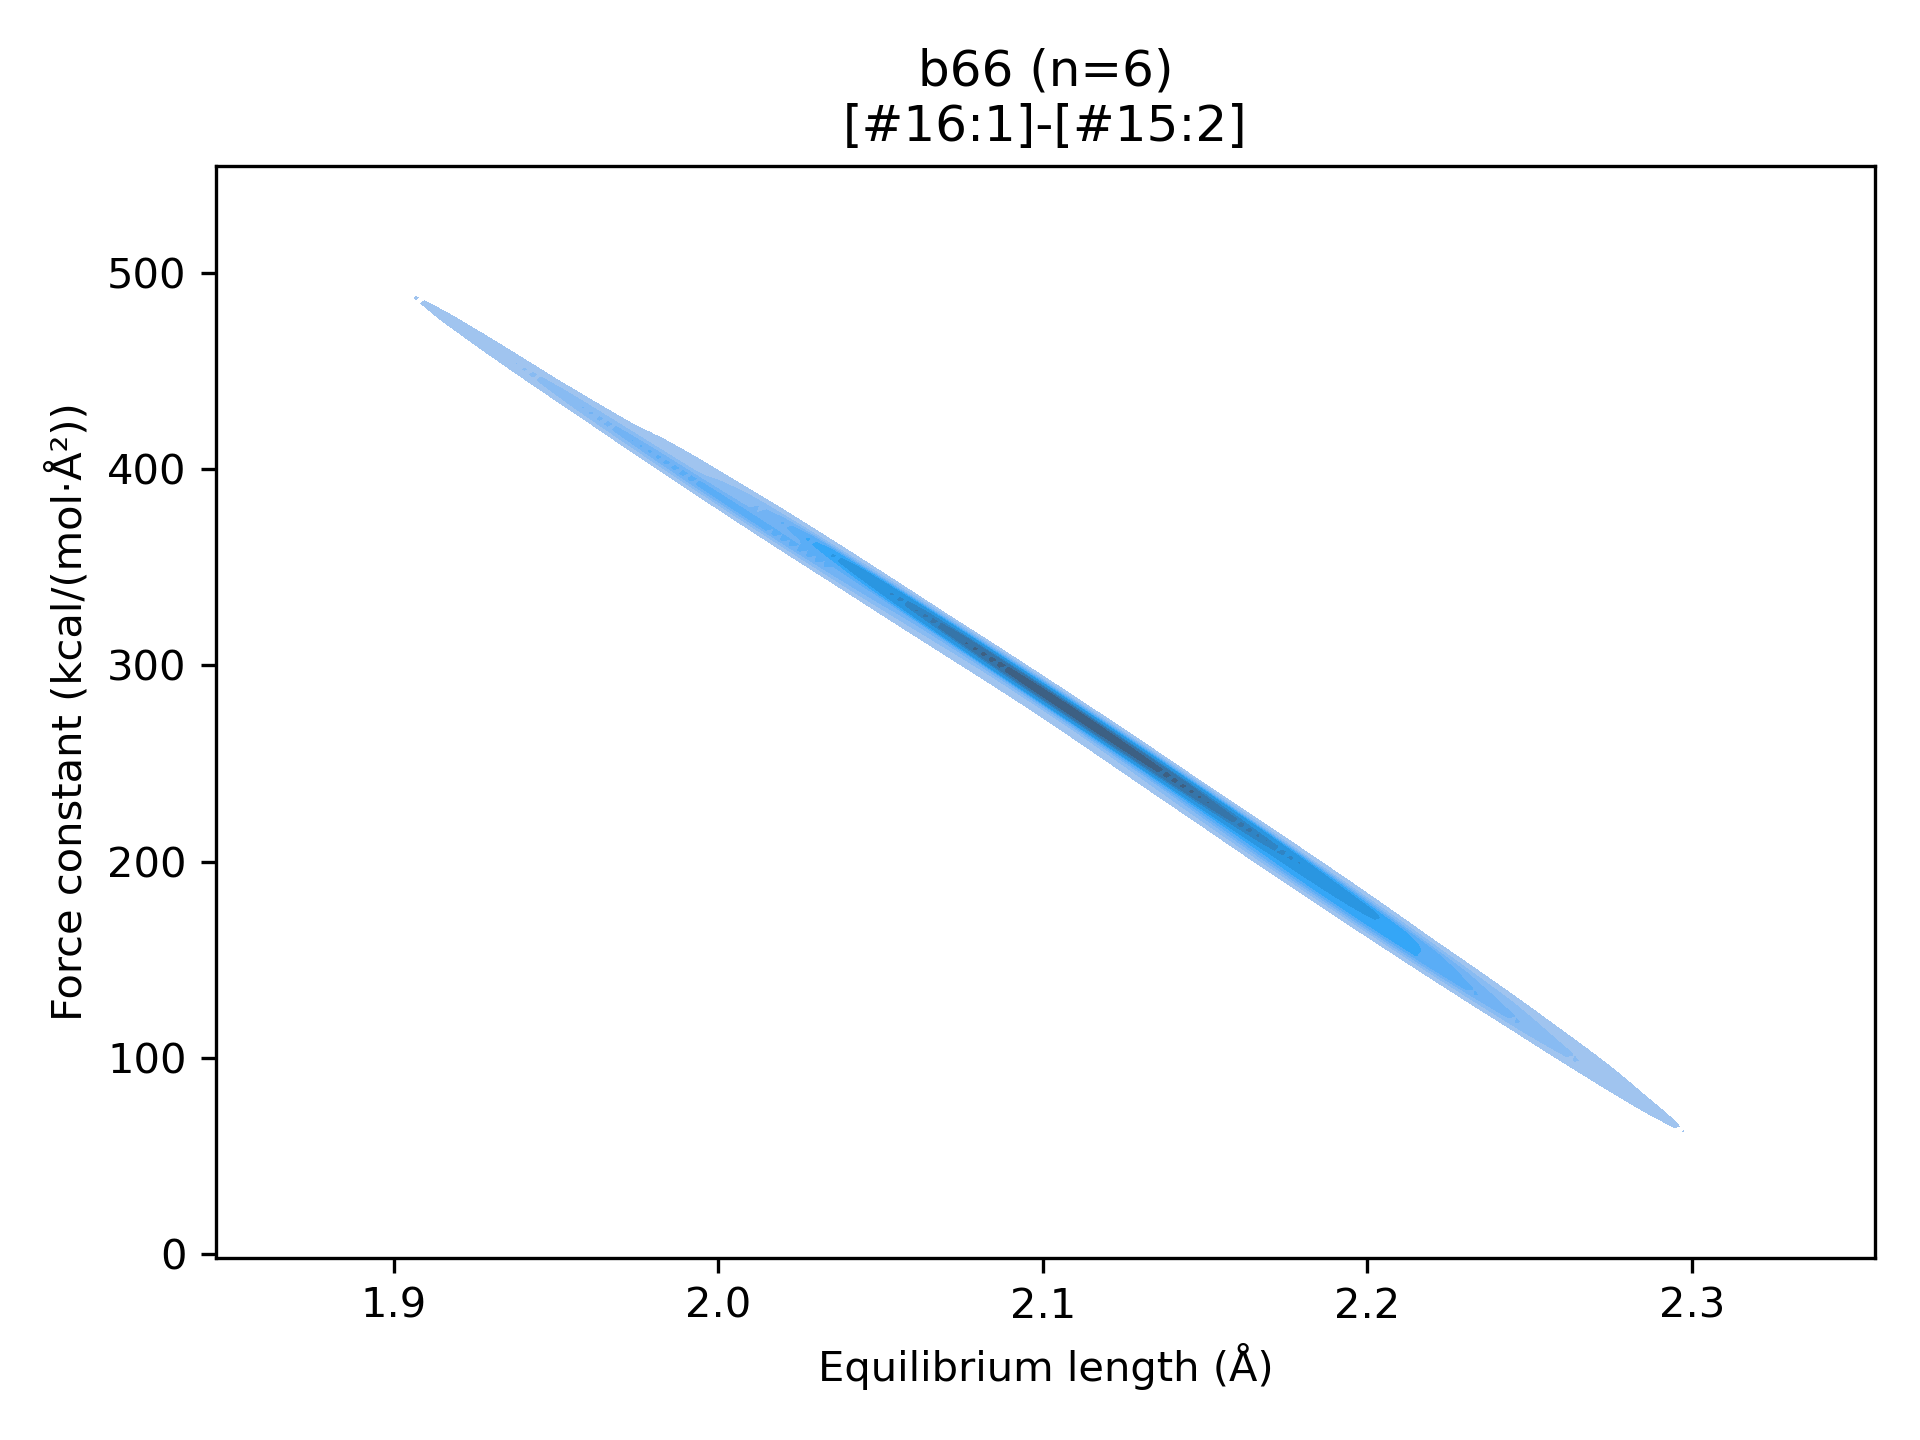 b66 (n=6)
[#16:1]-[#15:2]
Force constant (kcal/(mol·Å²))
500
400
300
200
100
0
1.9 2.0 2.1 2.2 2.3
Equilibrium length (Å)